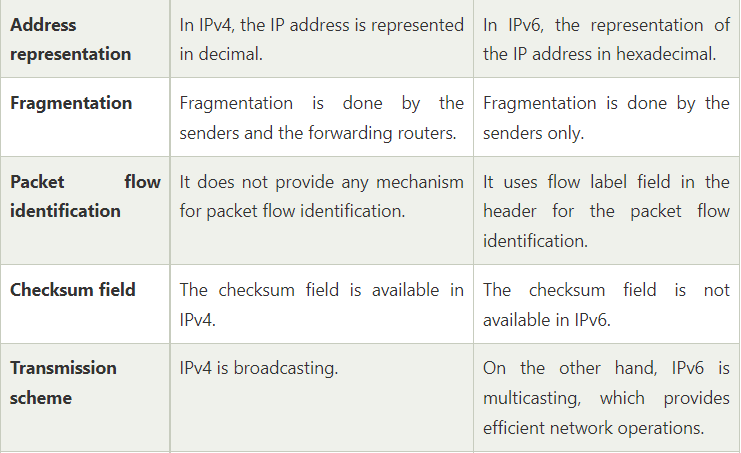 Address
representation
In IPv4, the IP address is represented
in decimal.
In IPv6, the representation of
the IP address in hexadecimal.
Fragmentation
Fragmentation is done by the
senders and the forwarding routers.
Fragmentation is done by the
senders only.
Packet flow
identification
It does not provide any mechanism
for packet flow identification.
It uses flow label field in the
header for the packet flow
identification.
Checksum field
The checksum field is available in
IPv4.
The checksum field is not
available in IPv6.
Transmission
scheme
IPv4 is broadcasting.
On the other hand, IPv6 is
multicasting, which provides
efficient network operations.